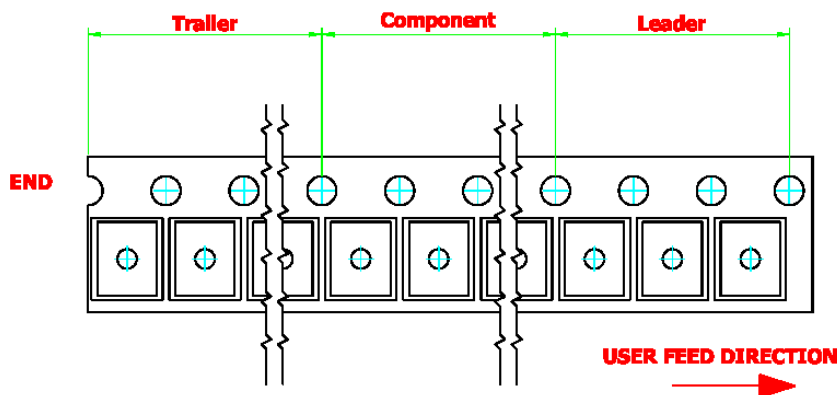 Trailer
Component
Leader
END
USER FEED DIRECTION